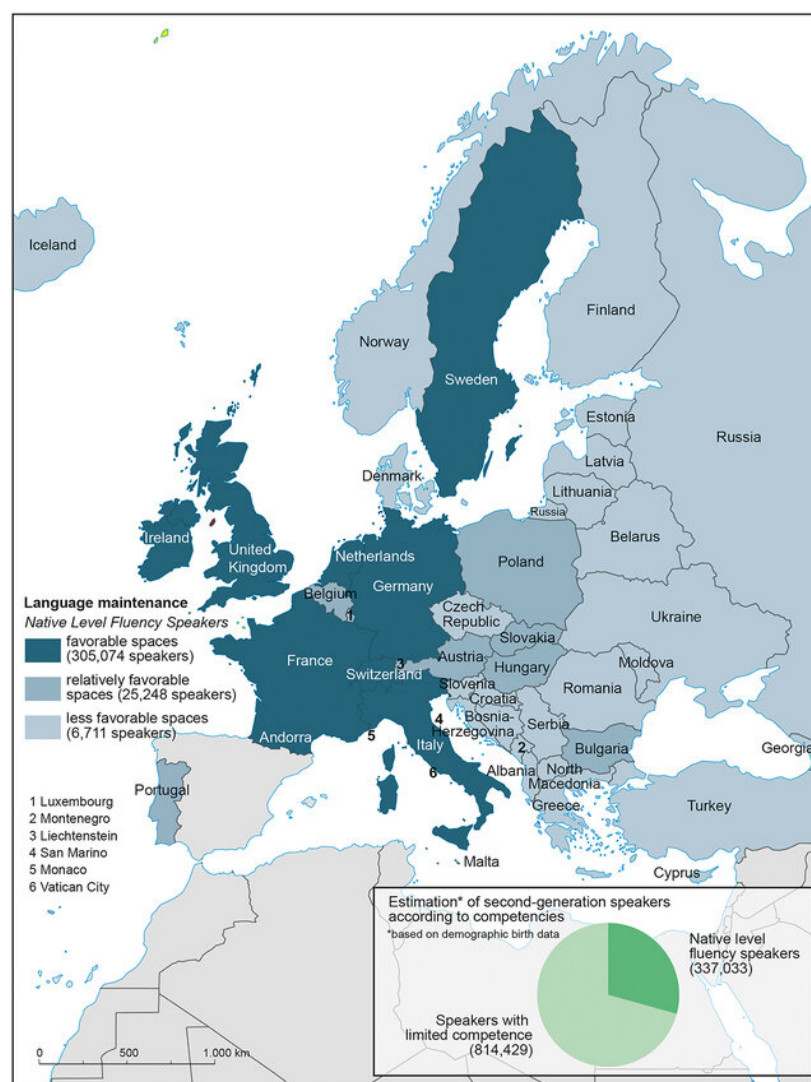 Iceland
Norway
Finland
Sweden
Estonia
Russia
Latvia
Denmark
Lithuania
Russia
Belarus
Ireland
United
Kingdom
Netherlands
Poland
Germany
Belgium
Language maintenance
Native Level Fluency Speakers
favorable spaces
(305,074 speakers)
relatively favorable
spaces (25,248 speakers)
less favorable spaces
(6,711 speakers)
1
Czech
Republic
Ukraine
Slovakia
Austria
France
3
Hungary
Moldova
Switzerland
Slovenia
Romania
Croatia
Bosnia-
Herzegovina
Serbia
Andorra
5
4
Italy
2
Bulgaria
Georgia
6
Albania
North
Macedonia
Portugal
Greece
Turkey
1 Luxembourg
2 Montenegro
3 Liechtenstein
4 San Marino
5 Monaco
6 Vatican City
Malta
Cyprus
Estimation* of second-generation speakers
according to competencies
*based on demographic birth data
Native level
fluency speakers
(337,033)
Speakers with
limited competence
(814,429)
0 500 1.000 km